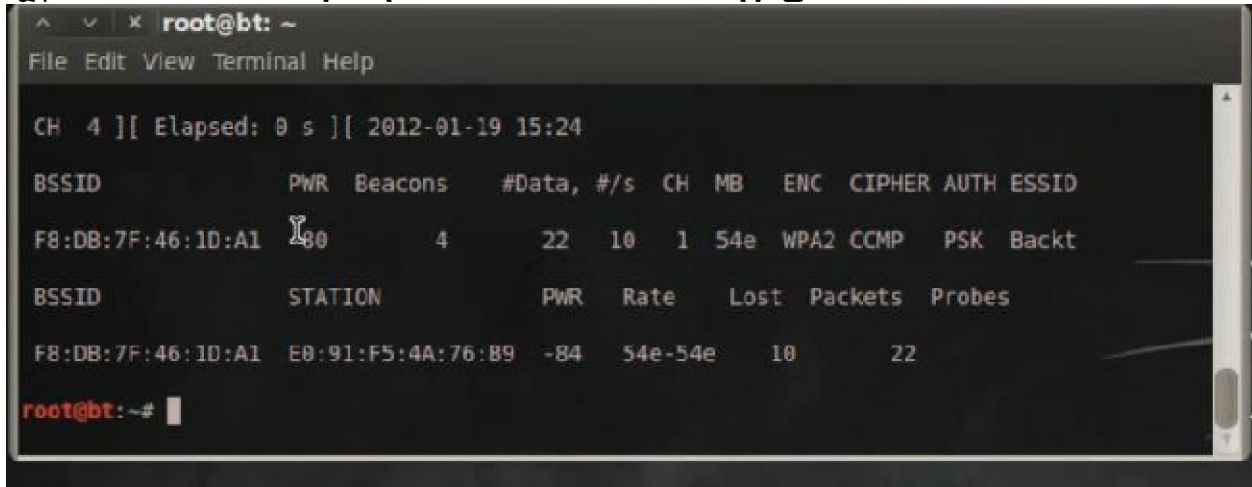 root@bt: ~
File Edit View Terminal Help
CH 4 ][ Elapsed: 0 s ][ 2012-01-19 15:24
BSSID PWR Beacons #Data, #/s CH MB ENC CIPHER AUTH ESSID
F8:DB:7F:46:1D:A1 -80 4 22 10 1 54e WPA2 CCMP PSK Backt
BSSID STATION PWR Rate Lost Packets Probes
F8:DB:7F:46:1D:A1 E0:91:F5:4A:76:B9 -84 54e-54e 10 22
root@bt:~#